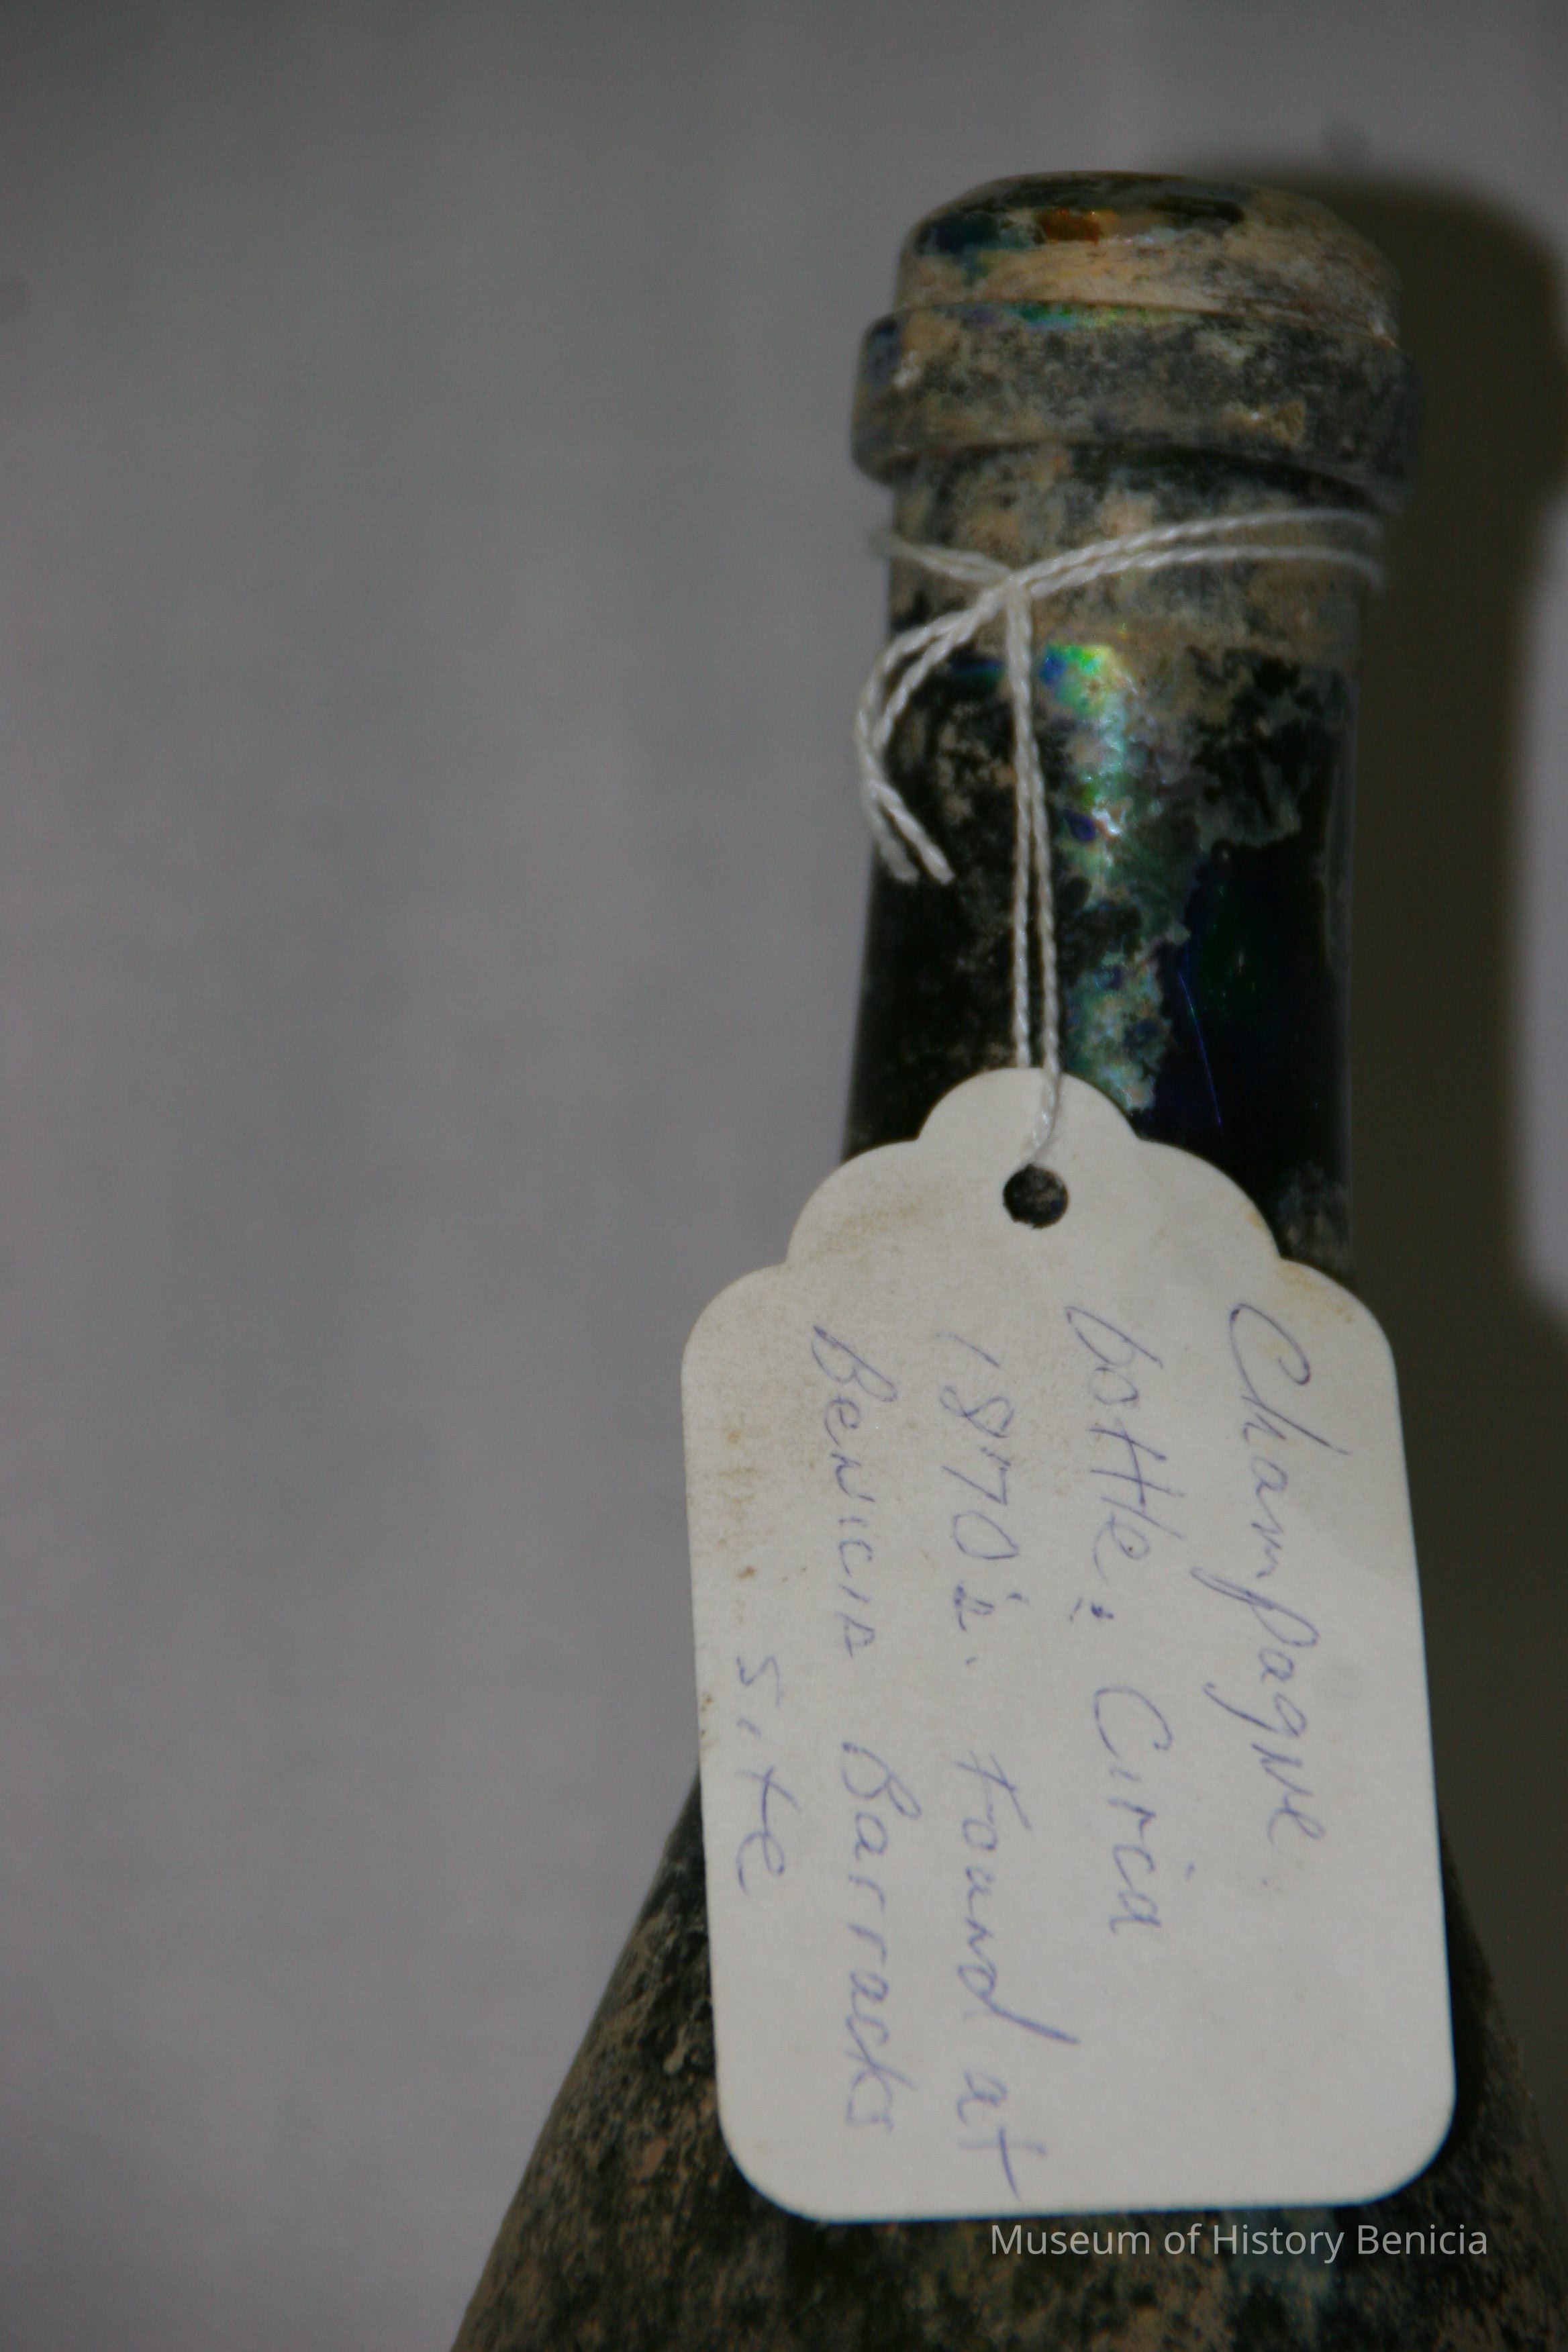 Champagne
bottle; Circa
1870's. Found at
Benicia Barracks
site
Museum of History Benicia